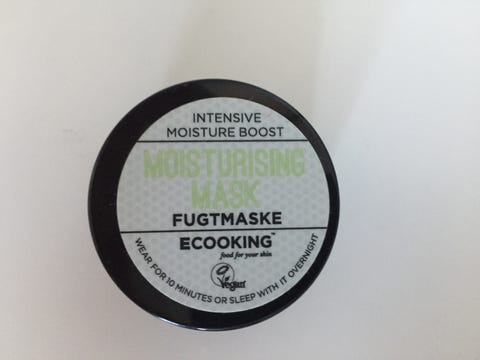 INTENSIVE
MOISTURE BOOST
MOISTURISING
MASK
FUGTMASKE
ECOOKING™
food for your skin
Vegan
WEAR FOR 10 MINUTES OR SLEEP WITH IT OVERNIGHT